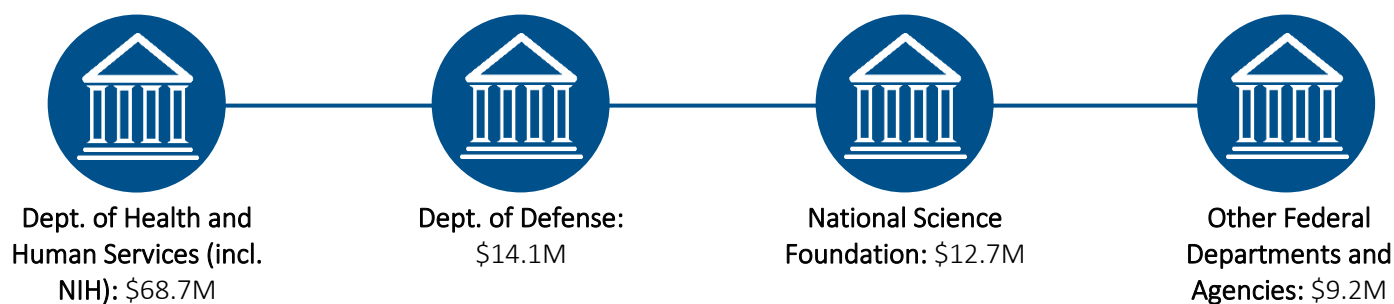 Dept. of Health and
Human Services (incl.
NIH): $68.7M
Dept. of Defense:
$14.1M
National Science
Foundation: $12.7M
Other Federal
Departments and
Agencies: $9.2M